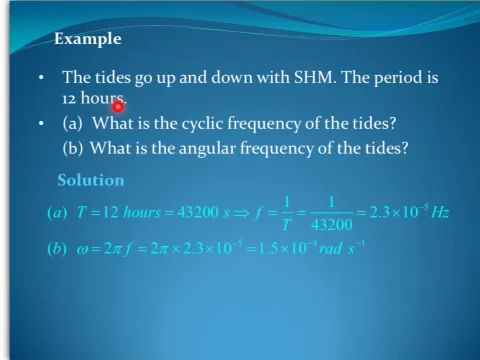 Example
• The tides go up and down with SHM. The period is
12 hours.
• (a) What is the cyclic frequency of the tides?
(b) What is the angular frequency of the tides?
Solution
(a) T = 12 hours = 43200 s ⇒ f = 1/T = 1/43200 = 2.3×10⁻⁵ Hz
(b) ω = 2π f = 2π × 2.3×10⁻⁵ = 1.5×10⁻⁴ rad s⁻¹